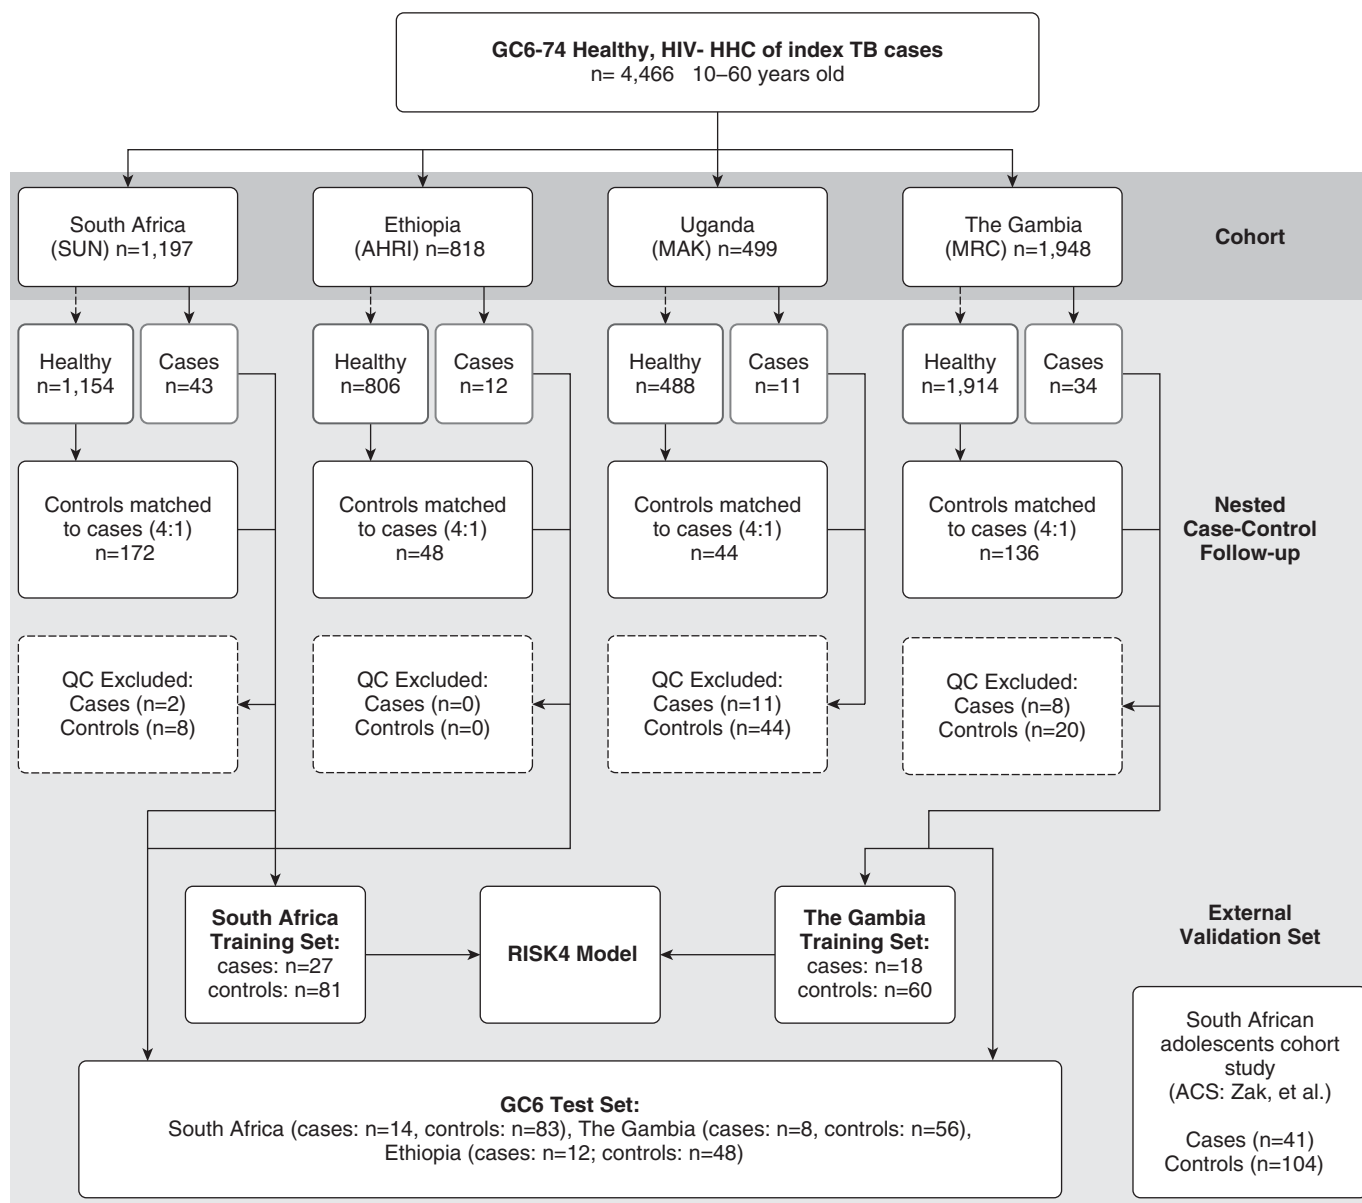 GC6-74 Healthy, HIV- HHC of index TB cases
n= 4,466 10–60 years old
South Africa
(SUN) n=1,197
Ethiopia
(AHRI) n=818
Uganda
(MAK) n=499
The Gambia
(MRC) n=1,948
Cohort
Healthy
n=1,154
Cases
n=43
Healthy
n=806
Cases
n=12
Healthy
n=488
Cases
n=11
Healthy
n=1,914
Cases
n=34
Controls matched
to cases (4:1)
n=172
Controls matched
to cases (4:1)
n=48
Controls matched
to cases (4:1)
n=44
Controls matched
to cases (4:1)
n=136
Nested
Case-Control
Follow-up
QC Excluded:
Cases (n=2)
Controls (n=8)
QC Excluded:
Cases (n=0)
Controls (n=0)
QC Excluded:
Cases (n=11)
Controls (n=44)
QC Excluded:
Cases (n=8)
Controls (n=20)
South Africa
Training Set:
cases: n=27
controls: n=81
RISK4 Model
The Gambia
Training Set:
cases: n=18
controls: n=60
External
Validation Set
South African
adolescents cohort
study
(ACS: Zak, et al.)
Cases (n=41)
Controls (n=104)
GC6 Test Set:
South Africa (cases: n=14, controls: n=83), The Gambia (cases: n=8, controls: n=56),
Ethiopia (cases: n=12; controls: n=48)